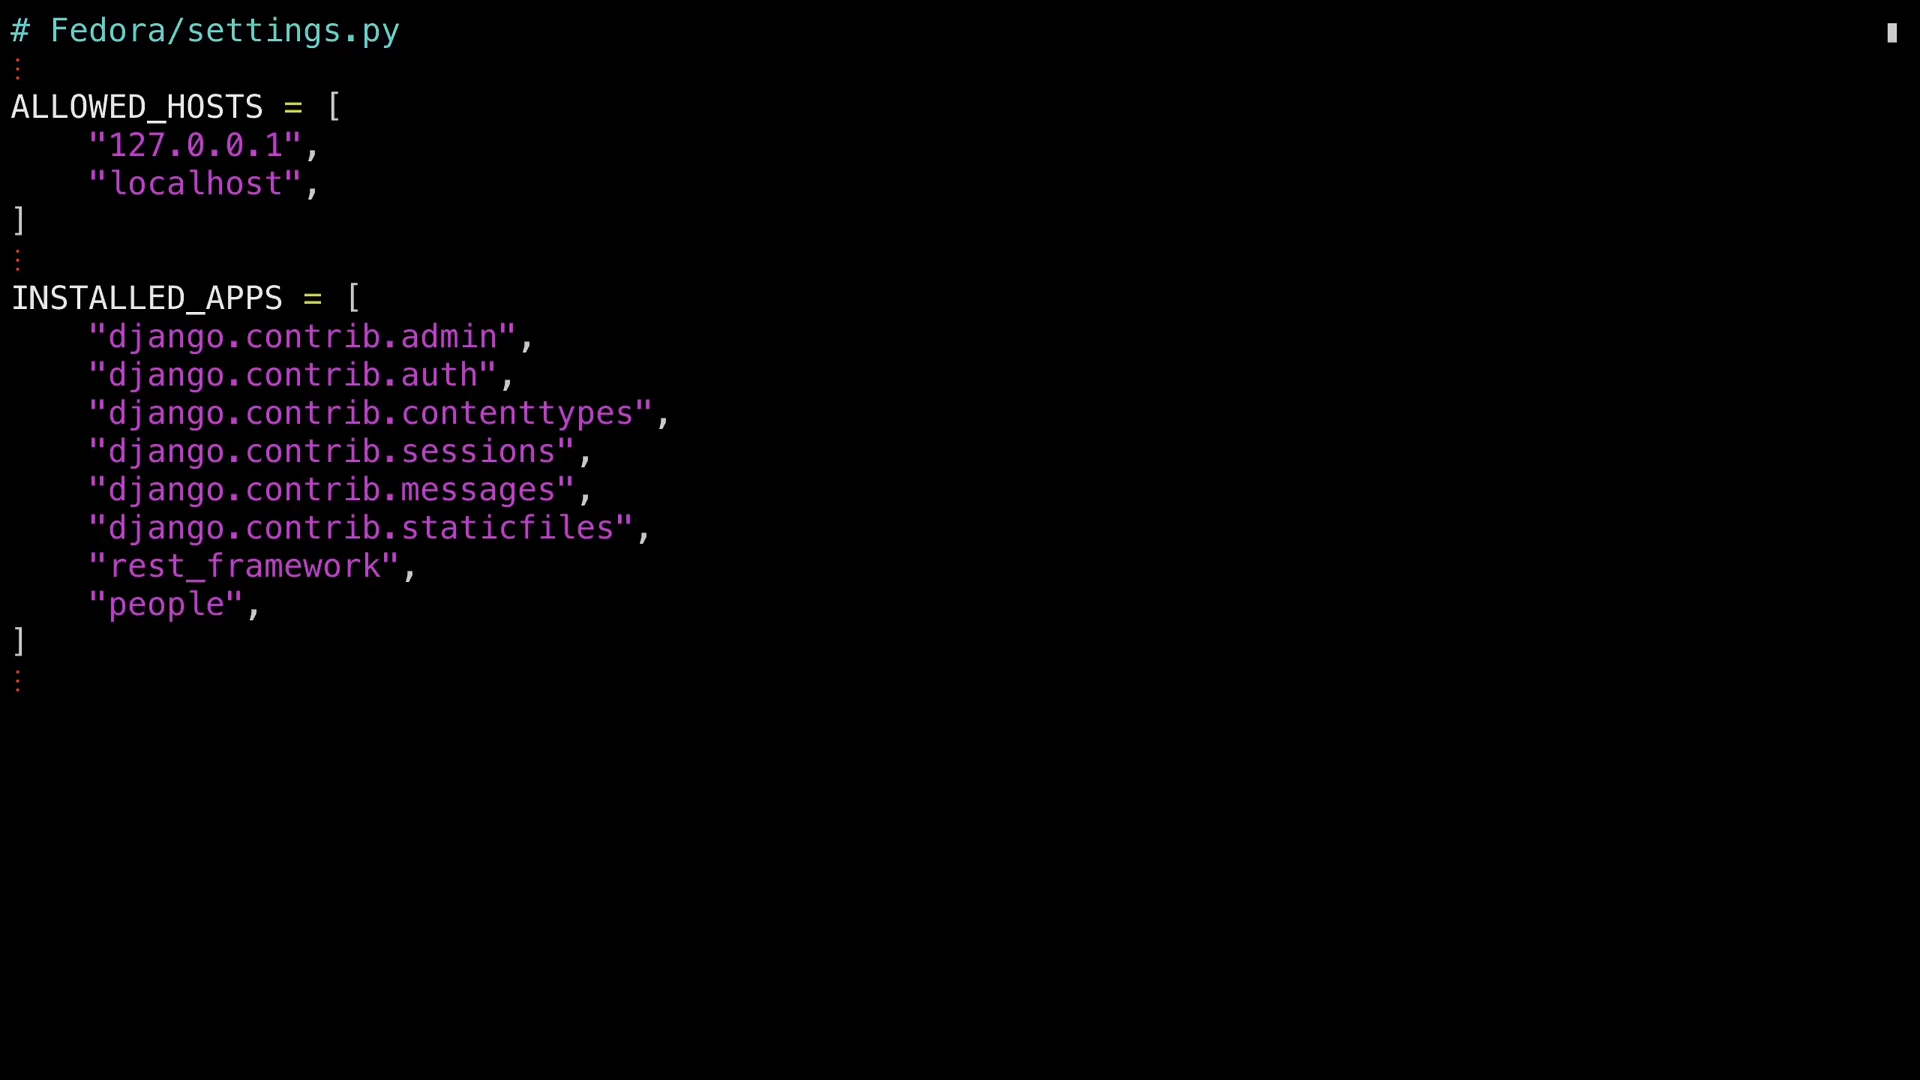 # Fedora/settings.py
⋮
ALLOWED_HOSTS = [
    "127.0.0.1",
    "localhost",
]
⋮
INSTALLED_APPS = [
    "django.contrib.admin",
    "django.contrib.auth",
    "django.contrib.contenttypes",
    "django.contrib.sessions",
    "django.contrib.messages",
    "django.contrib.staticfiles",
    "rest_framework",
    "people",
]
⋮